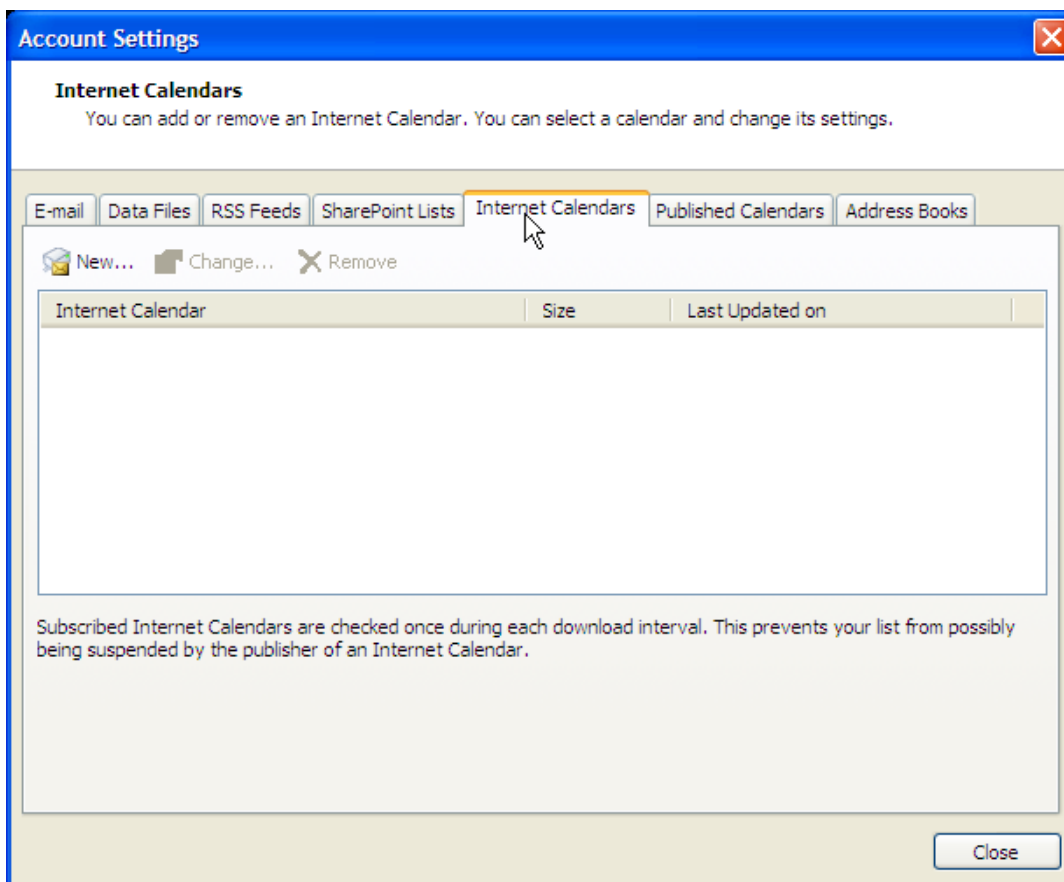 Account Settings
Internet Calendars
You can add or remove an Internet Calendar. You can select a calendar and change its settings.
E-mail Data Files RSS Feeds SharePoint Lists Internet Calendars Published Calendars Address Books
New... Change... Remove
Internet Calendar Size Last Updated on
Subscribed Internet Calendars are checked once during each download interval. This prevents your list from possibly
being suspended by the publisher of an Internet Calendar.
Close